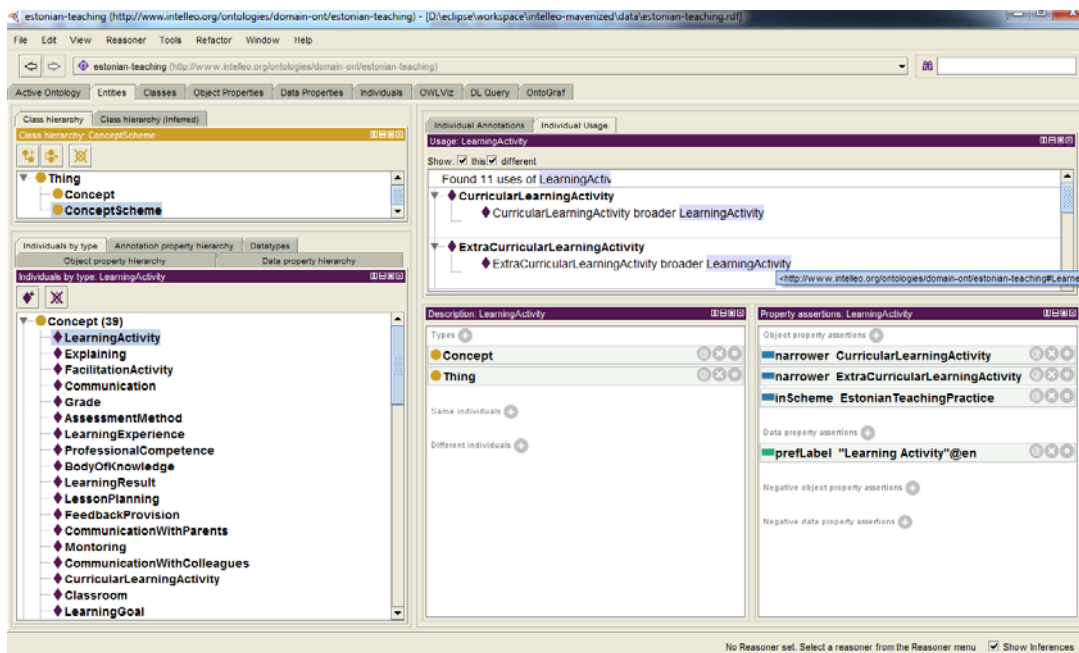 estonian-teaching (http://www.intelleo.org/ontologies/domain-ont/estonian-teaching) - [D:\eclipse\workspace\intelleo-mavenized\data\estonian-teaching.rdf]
File Edit View Reasoner Tools Refactor Window Help
estonian-teaching (http://www.intelleo.org/ontologies/domain-ont/estonian-teaching)
Active Ontology Entities Classes Object Properties Data Properties Individuals OWLViz DL Query OntoGraf
Class hierarchy Class hierarchy (inferred)
Class hierarchy: ConceptScheme
Thing
Concept
ConceptScheme
Individuals by type Annotation property hierarchy Datatypes
Object property hierarchy Data property hierarchy
Individuals by type: LearningActivity
Concept (39)
LearningActivity
Explaining
FacilitationActivity
Communication
Grade
AssessmentMethod
LearningExperience
ProfessionalCompetence
BodyOfKnowledge
LearningResult
LessonPlanning
FeedbackProvision
CommunicationWithParents
Montoring
CommunicationWithColleagues
CurricularLearningActivity
Classroom
LearningGoal
Individual Annotations Individual Usage
Usage: LearningActivity
Show: this different
Found 11 uses of LearningActiv
CurricularLearningActivity
CurricularLearningActivity broader LearningActivity
ExtraCurricularLearningActivity
ExtraCurricularLearningActivity broader LearningActivity
<http://www.intelleo.org/ontologies/domain-ont/estonian-teaching#Learne
Description: LearningActivity
Types
Concept
Thing
Same individuals
Different individuals
Property assertions: LearningActivity
Object property assertions
narrower CurricularLearningActivity
narrower ExtraCurricularLearningActivity
inScheme EstonianTeachingPractice
Data property assertions
prefLabel "Learning Activity"@en
Negative object property assertions
Negative data property assertions
No Reasoner set. Select a reasoner from the Reasoner menu Show Inferences